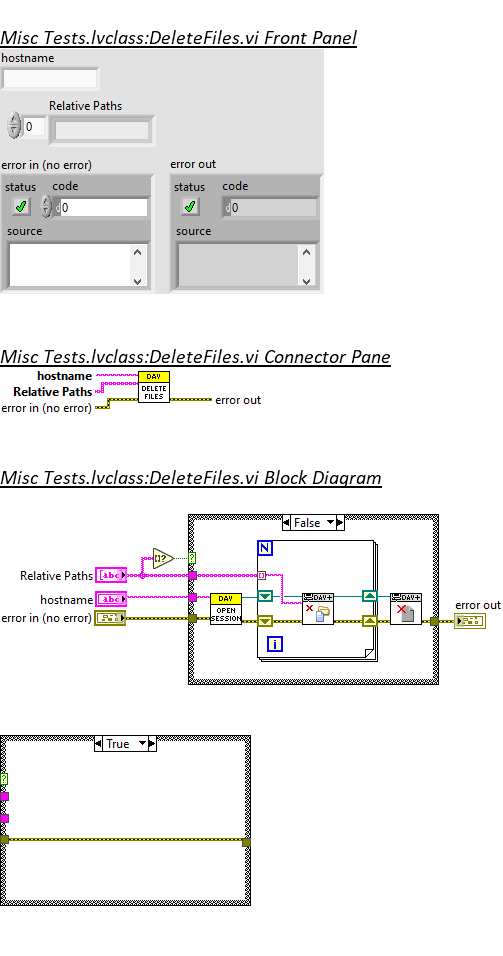 Misc Tests.lvclass:DeleteFiles.vi Front Panel
hostname
Relative Paths
0
error in (no error)
error out
status code
status code
d0
d0
source
source
Misc Tests.lvclass:DeleteFiles.vi Connector Pane
hostname
Relative Paths
error in (no error)
DAV
DELETE
FILES
error out
Misc Tests.lvclass:DeleteFiles.vi Block Diagram
False
N
[]?
?
Relative Paths
[abc]
hostname
abc
error in (no error)
DAV
OPEN
SESSION
DAV+
DAV+
error out
i
True
?